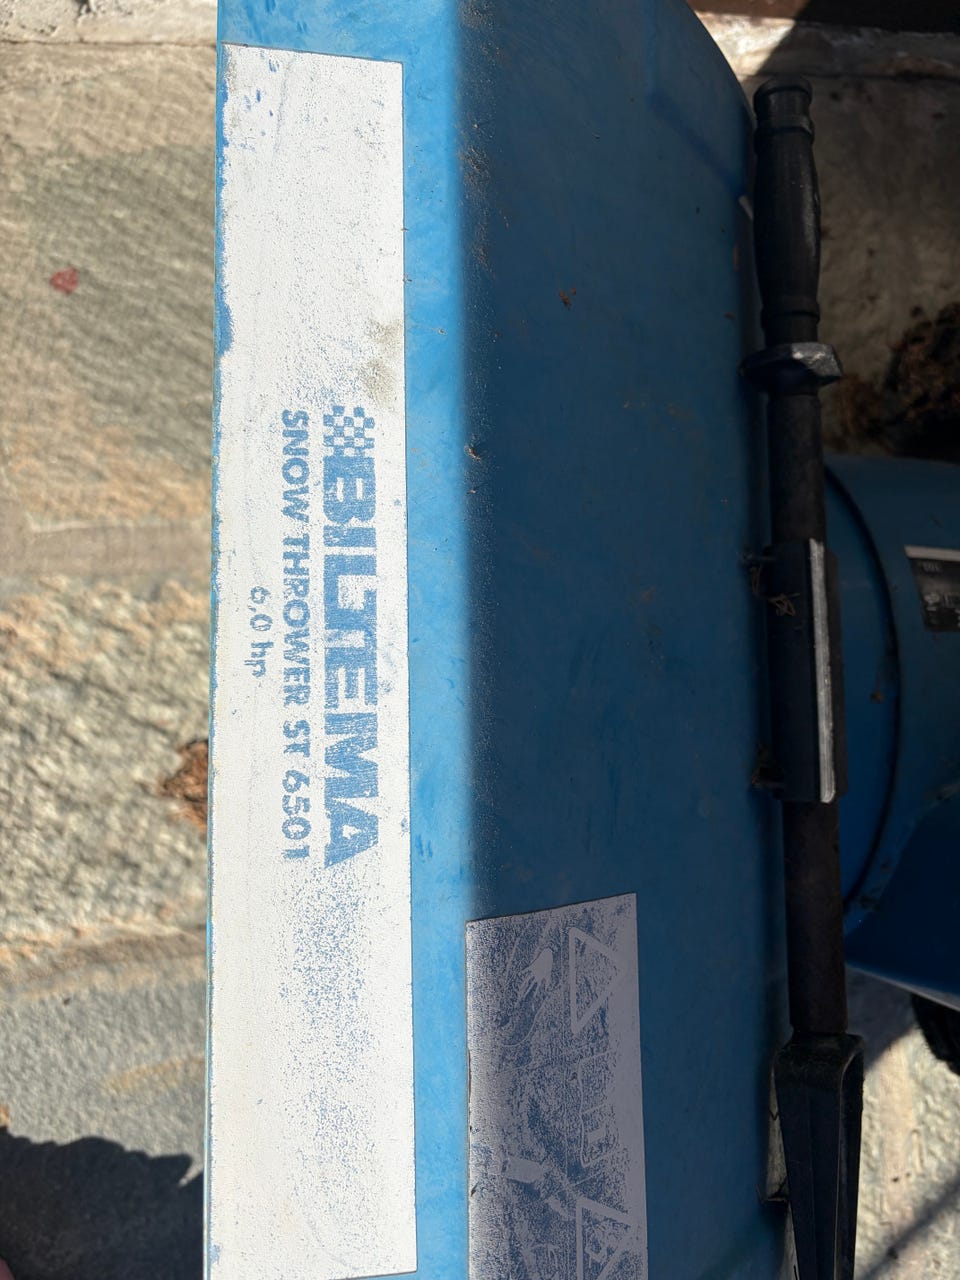 BILTEMA
SNOW THROWER ST 6501
6,0 hp